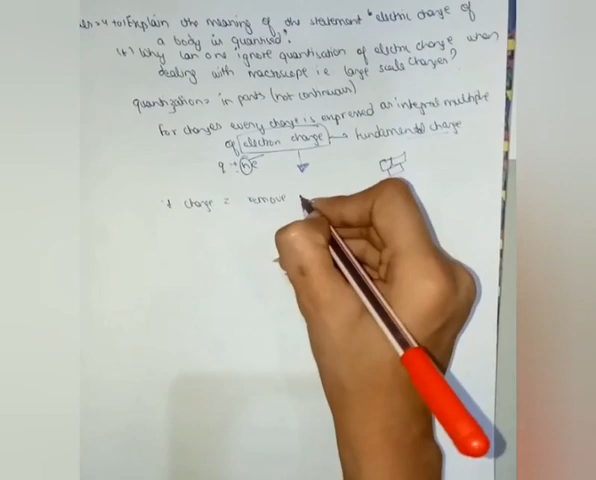 (a) Explain the meaning of the statement "electric charge of
a body is quantised".
(b) Why can one ignore quantisation of electric charge when
dealing with macroscopic i.e large scale charges?
quantization = in parts (not continuous)
For charges every charge is expressed as integral multiple
of electron charge → fundamental charge
q = ne
charge = remove